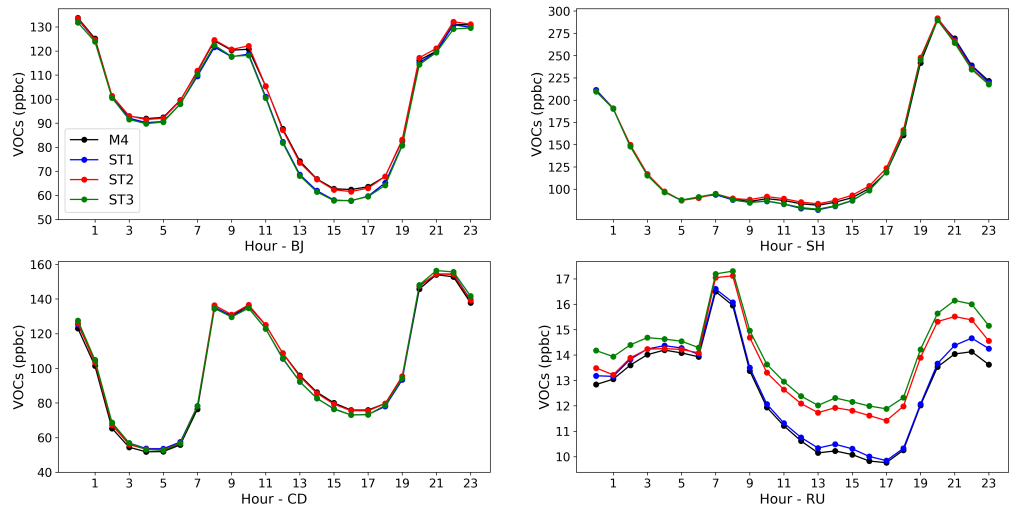 VOCs (ppbc)
130
120
110
100
90
80
70
60
50
M4
ST1
ST2
ST3
1 3 5 7 9 11 13 15 17 19 21 23
Hour - BJ
VOCs (ppbc)
300
275
250
225
200
175
150
125
100
1 3 5 7 9 11 13 15 17 19 21 23
Hour - SH
VOCs (ppbc)
160
140
120
100
80
60
40
1 3 5 7 9 11 13 15 17 19 21 23
Hour - CD
VOCs (ppbc)
17
16
15
14
13
12
11
10
1 3 5 7 9 11 13 15 17 19 21 23
Hour - RU